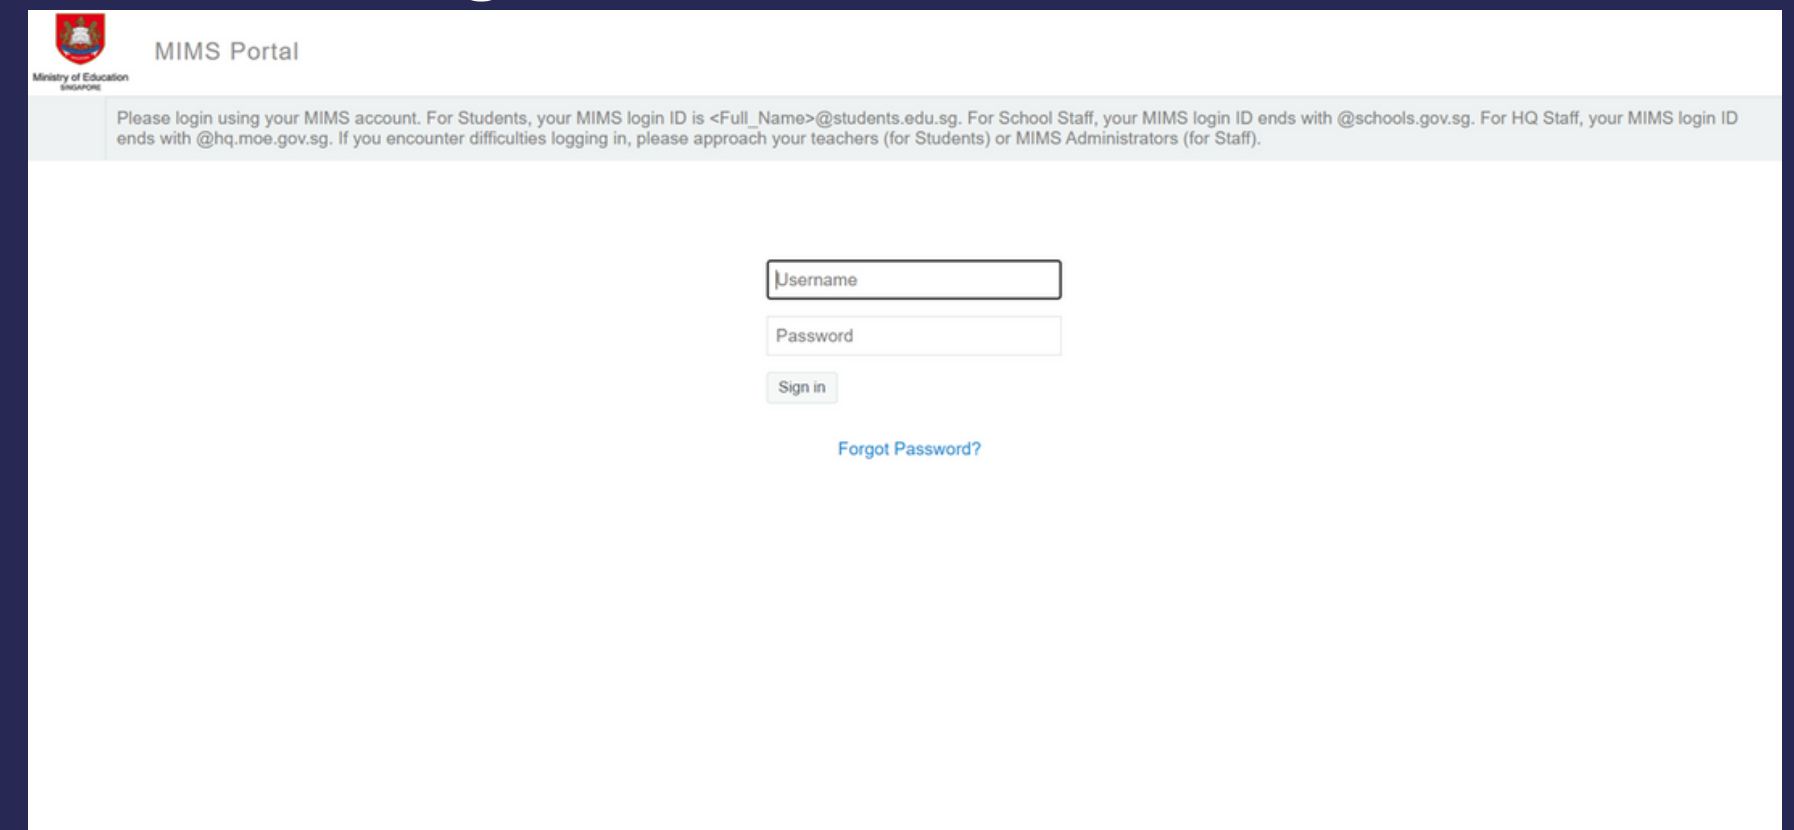 MIMS Portal
Ministry of Education
SINGAPORE
Please login using your MIMS account. For Students, your MIMS login ID is <Full_Name>@students.edu.sg. For School Staff, your MIMS login ID ends with @schools.gov.sg. For HQ Staff, your MIMS login ID
ends with @hq.moe.gov.sg. If you encounter difficulties logging in, please approach your teachers (for Students) or MIMS Administrators (for Staff).
Username
Password
Sign in
Forgot Password?